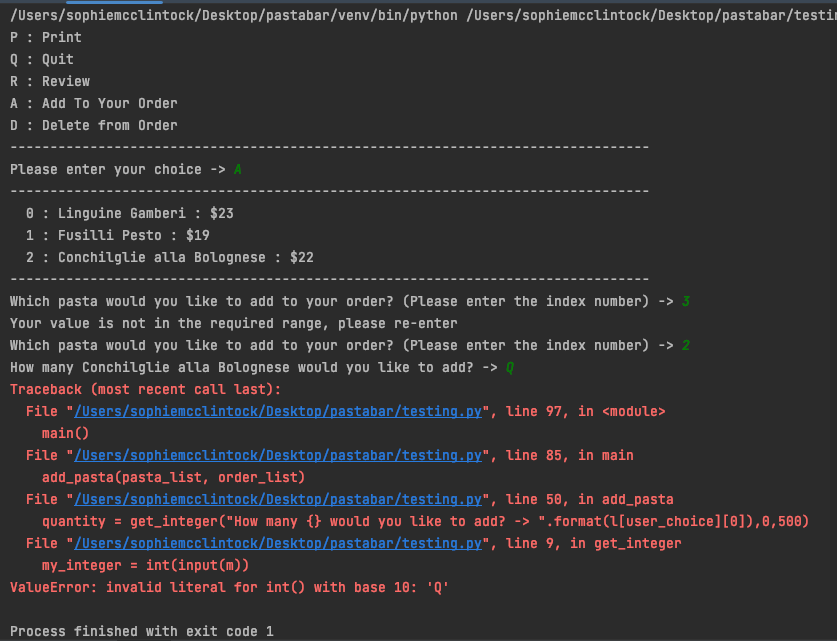 /Users/sophiemcclintock/Desktop/pastabar/venv/bin/python /Users/sophiemcclintock/Desktop/pastabar/testin
P : Print
Q : Quit
R : Review
A : Add To Your Order
D : Delete from Order
--------------------------------------------------------------------------------
Please enter your choice -> A
--------------------------------------------------------------------------------
  0 : Linguine Gamberi : $23
  1 : Fusilli Pesto : $19
  2 : Conchilglie alla Bolognese : $22
--------------------------------------------------------------------------------
Which pasta would you like to add to your order? (Please enter the index number) -> 3
Your value is not in the required range, please re-enter
Which pasta would you like to add to your order? (Please enter the index number) -> 2
How many Conchilglie alla Bolognese would you like to add? -> Q
Traceback (most recent call last):
  File "/Users/sophiemcclintock/Desktop/pastabar/testing.py", line 97, in <module>
    main()
  File "/Users/sophiemcclintock/Desktop/pastabar/testing.py", line 85, in main
    add_pasta(pasta_list, order_list)
  File "/Users/sophiemcclintock/Desktop/pastabar/testing.py", line 50, in add_pasta
    quantity = get_integer("How many {} would you like to add? -> ".format(l[user_choice][0]),0,500)
  File "/Users/sophiemcclintock/Desktop/pastabar/testing.py", line 9, in get_integer
    my_integer = int(input(m))
ValueError: invalid literal for int() with base 10: 'Q'

Process finished with exit code 1